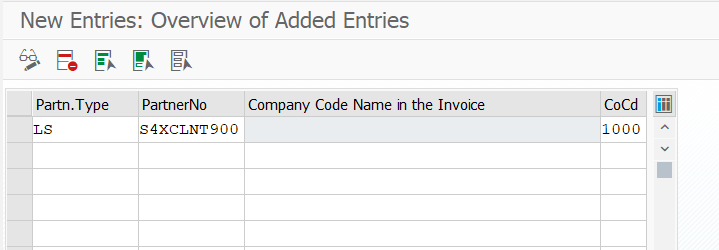 New Entries: Overview of Added Entries
Partn.Type PartnerNo Company Code Name in the Invoice CoCd
LS S4XCLNT900 1000